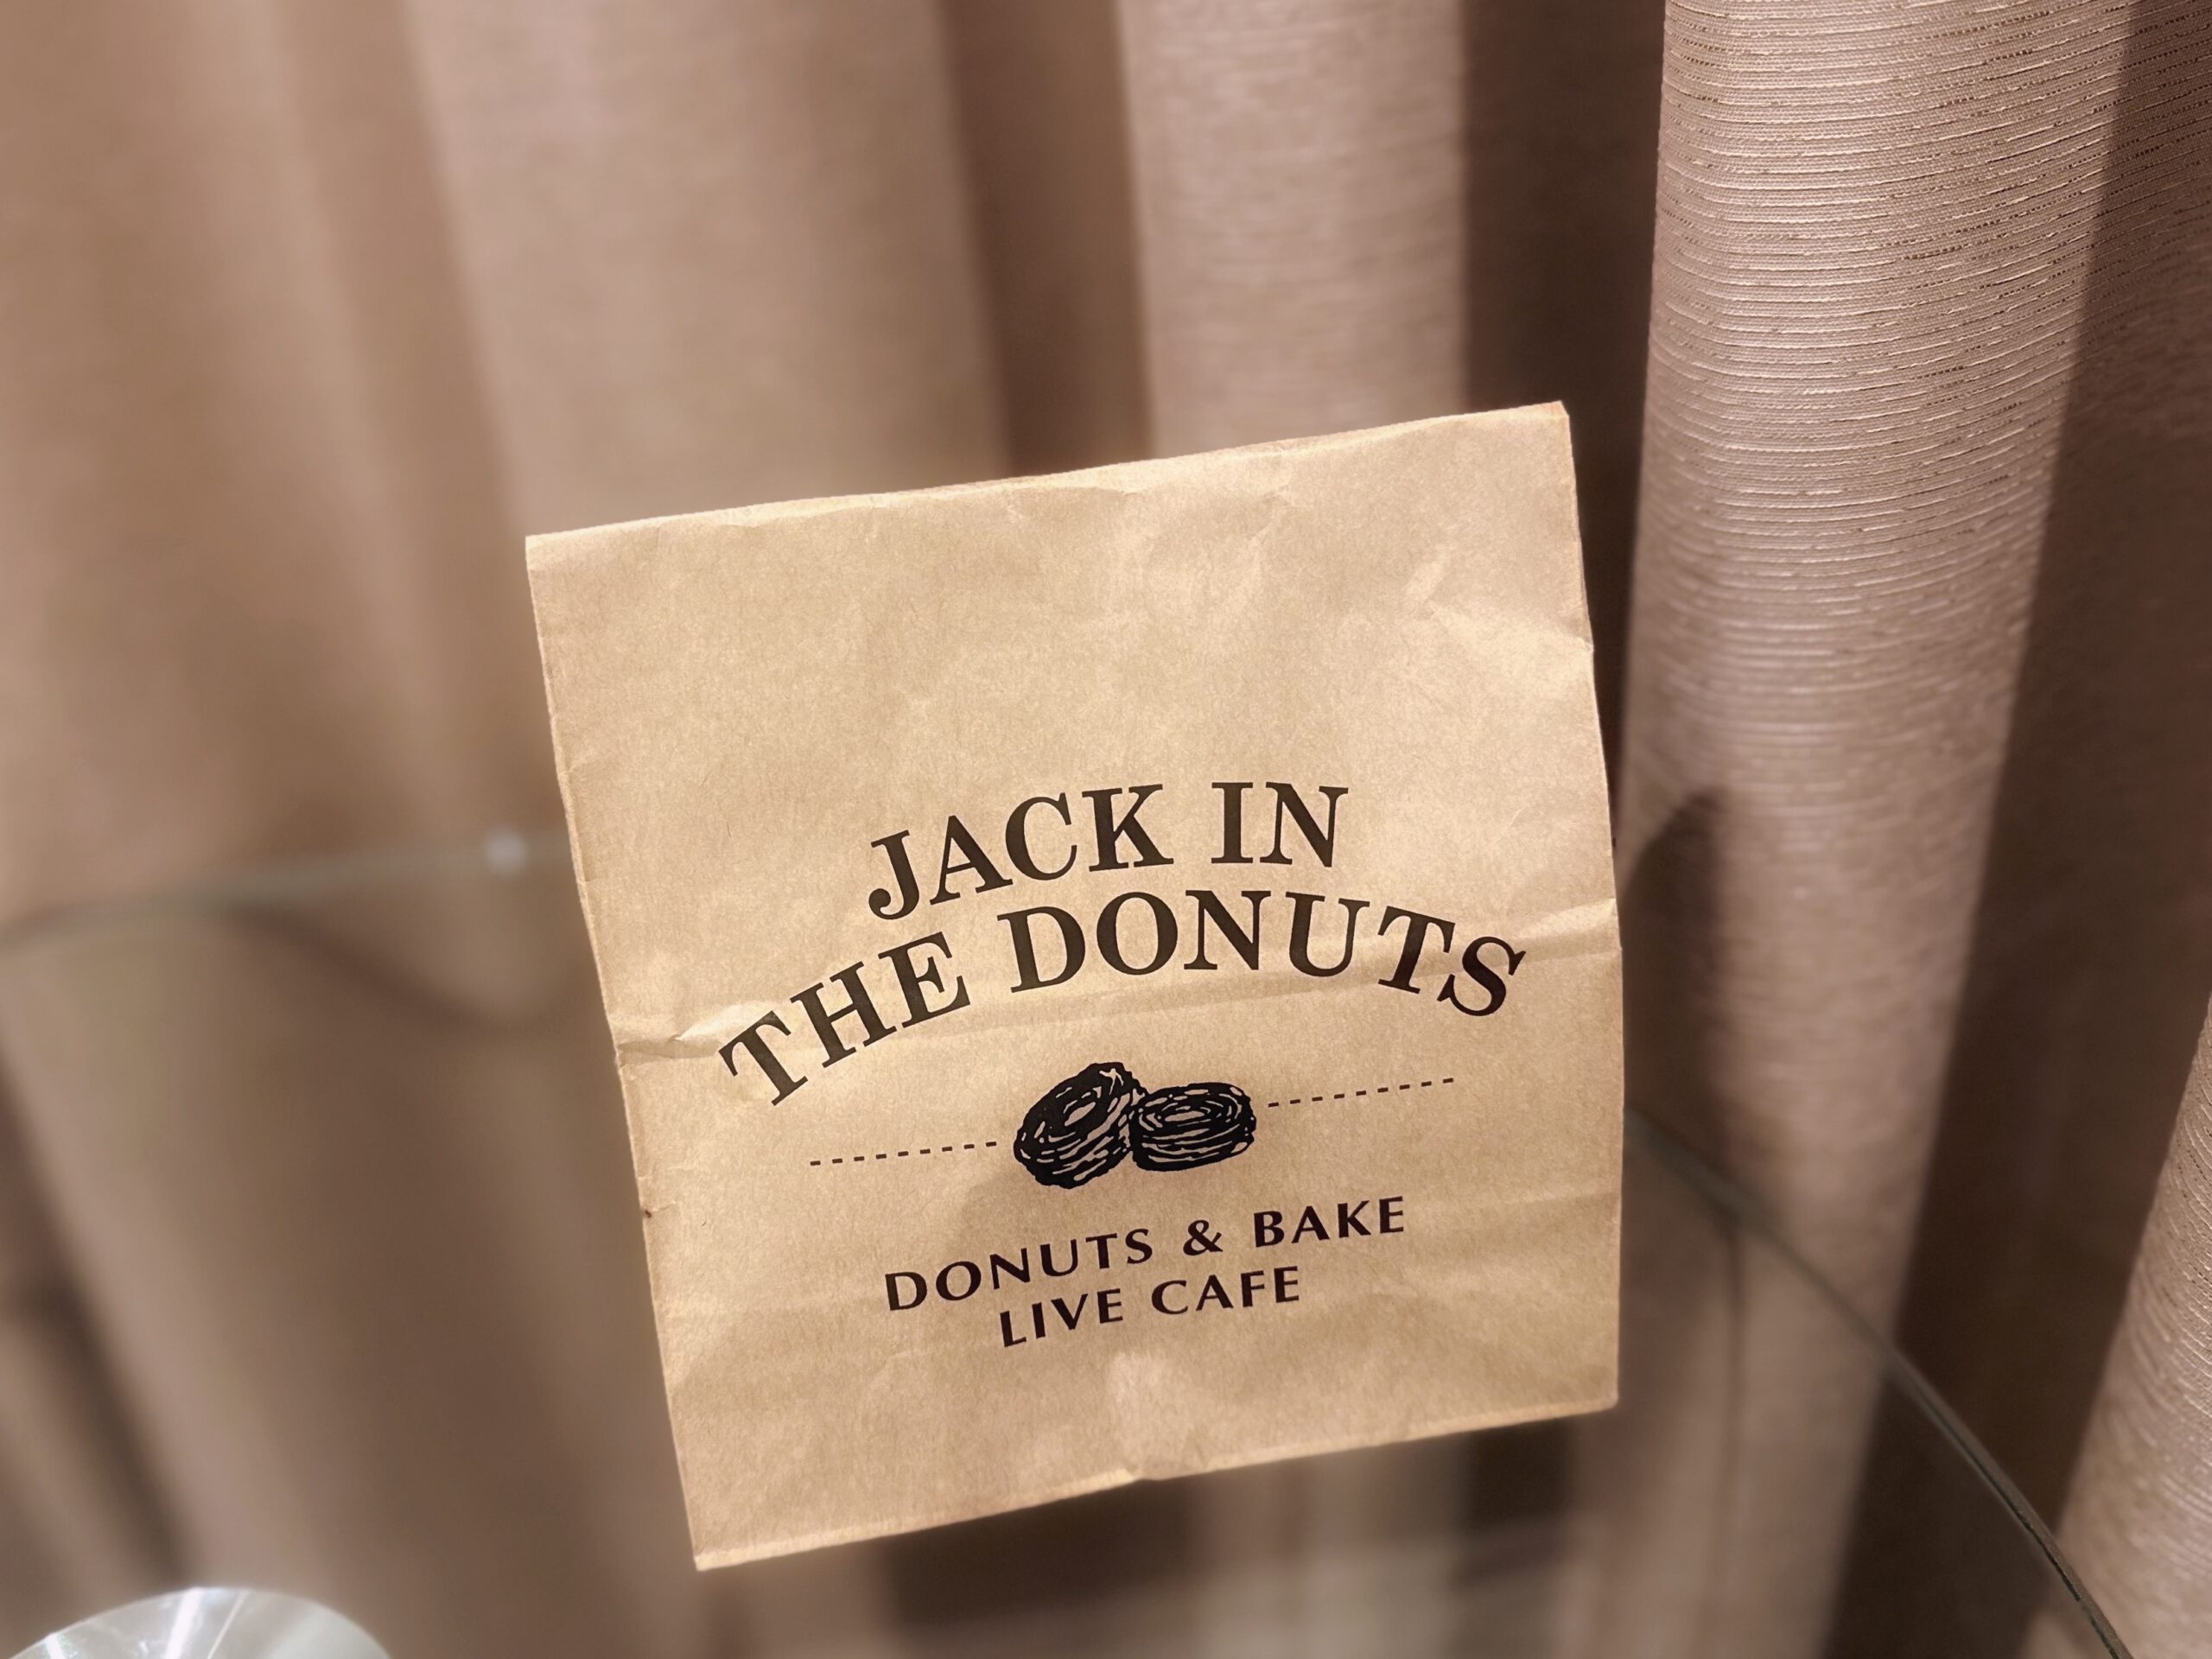 JACK IN
THE DONUTS
DONUTS & BAKE
LIVE CAFE